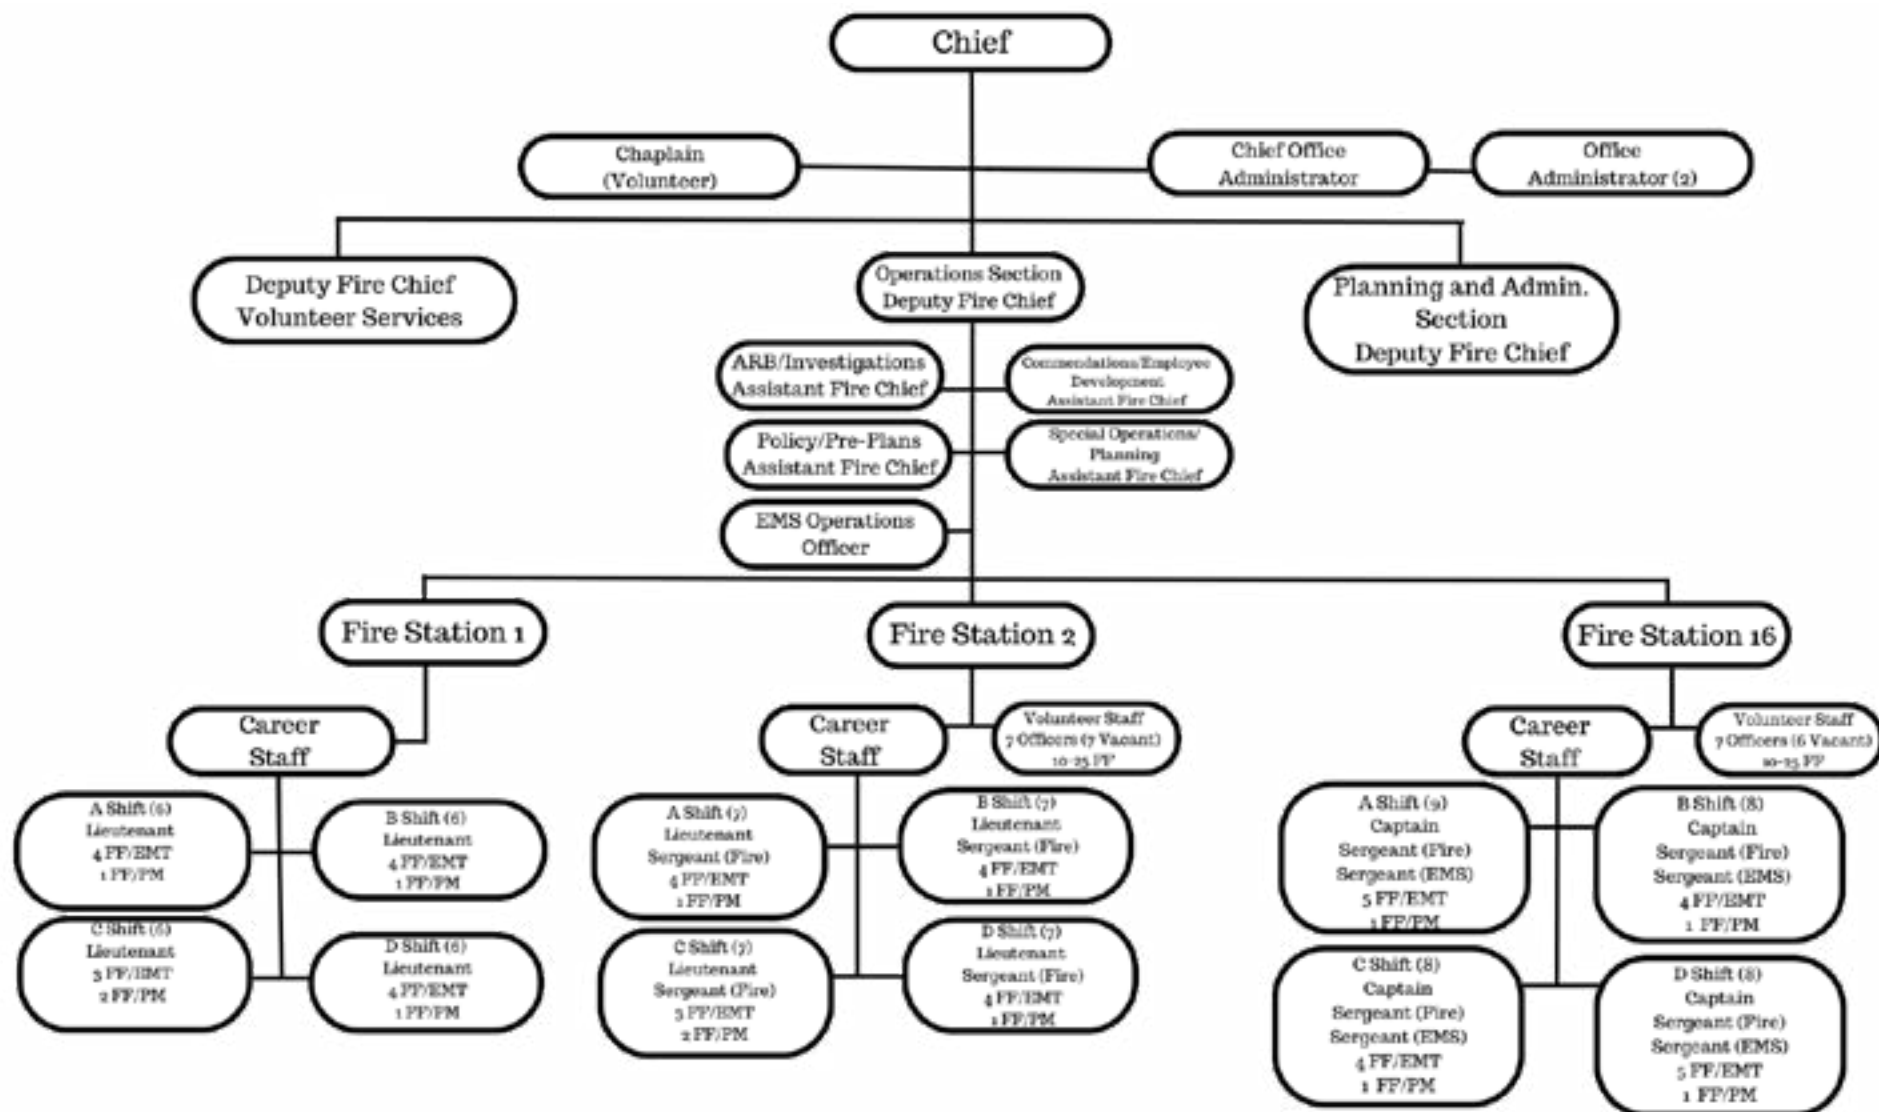 Chief
Chaplain
(Volunteer)
Chief Office
Administrator
Office
Administrator (2)
Deputy Fire Chief
Volunteer Services
Operations Section
Deputy Fire Chief
Planning and Admin.
Section
Deputy Fire Chief
ARB/Investigations
Assistant Fire Chief
Commendations/Employee
Development
Assistant Fire Chief
Policy/Pre-Plans
Assistant Fire Chief
Special Operations/
Planning
Assistant Fire Chief
EMS Operations
Officer
Fire Station 1
Fire Station 2
Fire Station 16
Career
Staff
A Shift (6)
Lieutenant
4 FF/EMT
1 FF/PM
B Shift (6)
Lieutenant
4 FF/EMT
1 FF/PM
C Shift (6)
Lieutenant
3 FF/EMT
2 FF/PM
D Shift (6)
Lieutenant
4 FF/EMT
1 FF/PM
Career
Staff
Volunteer Staff
7 Officers (7 Vacant)
10-25 FF
A Shift (7)
Lieutenant
Sergeant (Fire)
4 FF/EMT
1 FF/PM
B Shift (7)
Lieutenant
Sergeant (Fire)
4 FF/EMT
1 FF/PM
C Shift (7)
Lieutenant
Sergeant (Fire)
3 FF/EMT
2 FF/PM
D Shift (7)
Lieutenant
Sergeant (Fire)
4 FF/EMT
1 FF/PM
Career
Staff
Volunteer Staff
7 Officers (6 Vacant)
FF
A Shift (9)
Captain
Sergeant (Fire)
Sergeant (EMS)
5 FF/EMT
1 FF/PM
B Shift (8)
Captain
Sergeant (Fire)
Sergeant (EMS)
4 FF/EMT
1 FF/PM
C Shift (8)
Captain
Sergeant (Fire)
Sergeant (EMS)
4 FF/EMT
1 FF/PM
D Shift (8)
Captain
Sergeant (Fire)
Sergeant (EMS)
5 FF/EMT
1 FF/PM